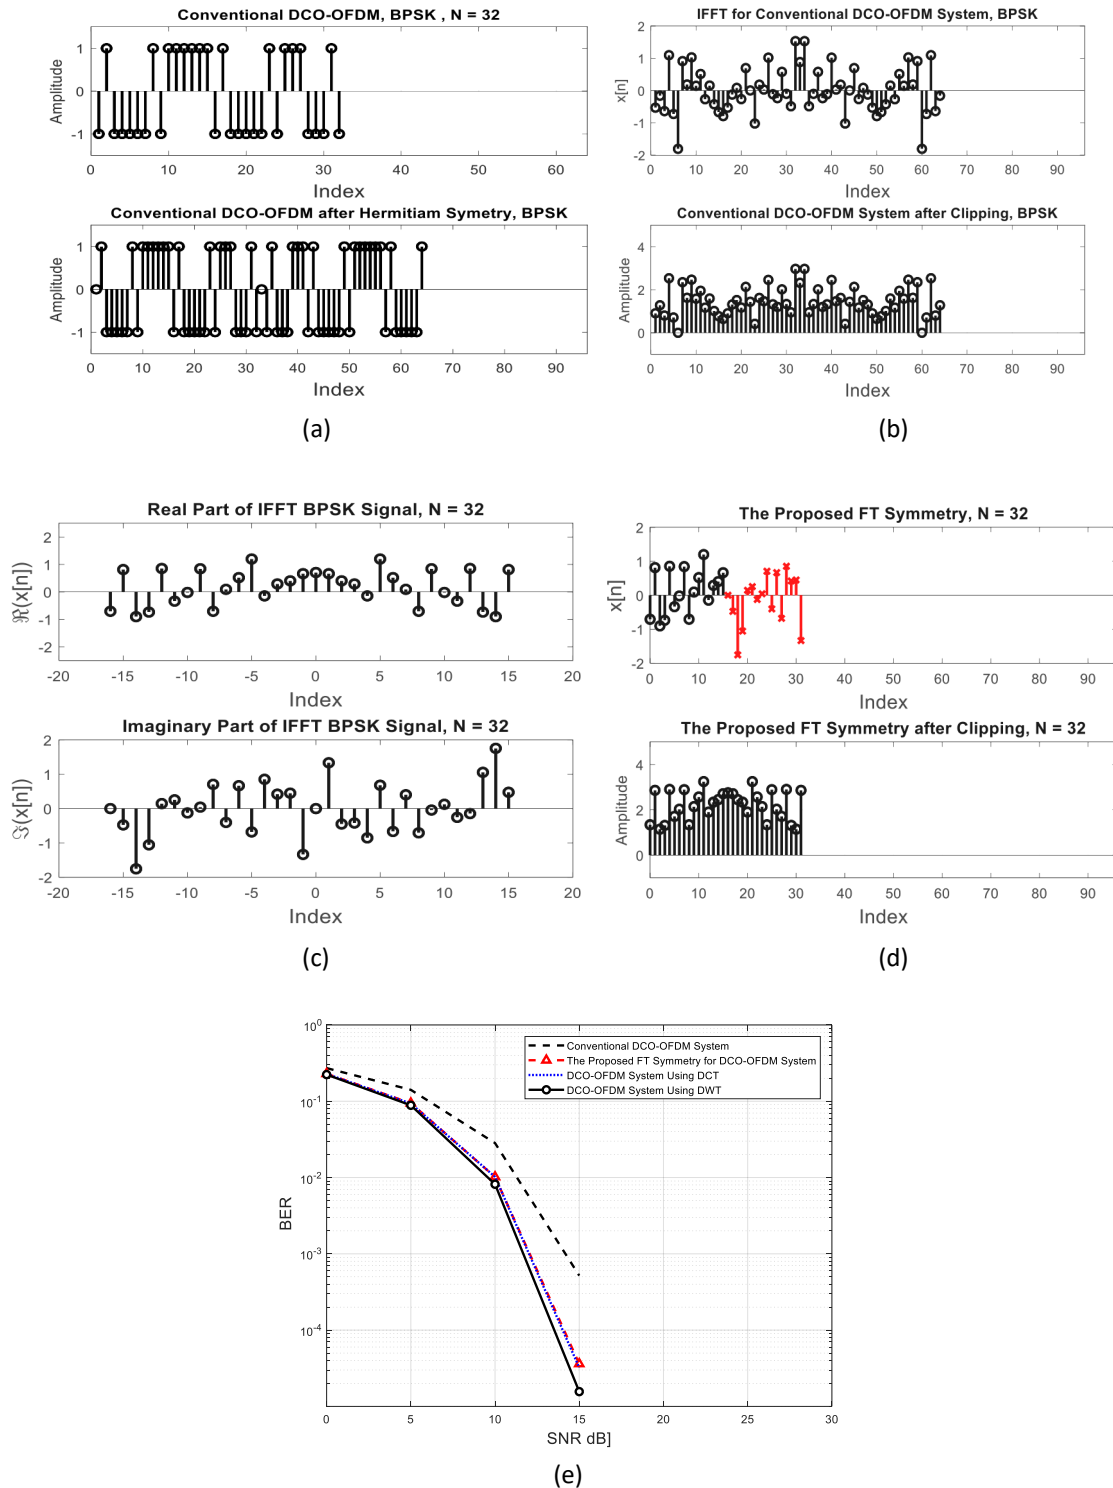 Conventional DCO-OFDM, BPSK , N = 32
Amplitude
1
0
-1
0 10 20 30 40 50 60
Index
Conventional DCO-OFDM after Hermitiam Symetry, BPSK
Amplitude
1
0
-1
0 10 20 30 40 50 60 70 80 90
Index
(a)
IFFT for Conventional DCO-OFDM System, BPSK
x[n]
2
1
0
-1
-2
0 10 20 30 40 50 60 70 80 90
Index
Conventional DCO-OFDM System after Clipping, BPSK
Amplitude
4
2
0
0 10 20 30 40 50 60 70 80 90
Index
(b)
Real Part of IFFT BPSK Signal, N = 32
ℜ(x[n])
2
1
0
-1
-2
-20 -15 -10 -5 0 5 10 15 20
Index
Imaginary Part of IFFT BPSK Signal, N = 32
ℑ(x[n])
2
1
0
-1
-2
-20 -15 -10 -5 0 5 10 15 20
Index
(c)
The Proposed FT Symmetry, N = 32
x[n]
2
1
0
-1
-2
0 10 20 30 40 50 60 70 80 90
Index
The Proposed FT Symmetry after Clipping, N = 32
Amplitude
4
2
0
0 10 20 30 40 50 60 70 80 90
Index
(d)
Conventional DCO-OFDM System
The Proposed FT Symmetry for DCO-OFDM System
DCO-OFDM System Using DCT
DCO-OFDM System Using DWT
BER
10^0
10^-1
10^-2
10^-3
10^-4
0 5 10 15 20 25 30
SNR dB]
(e)